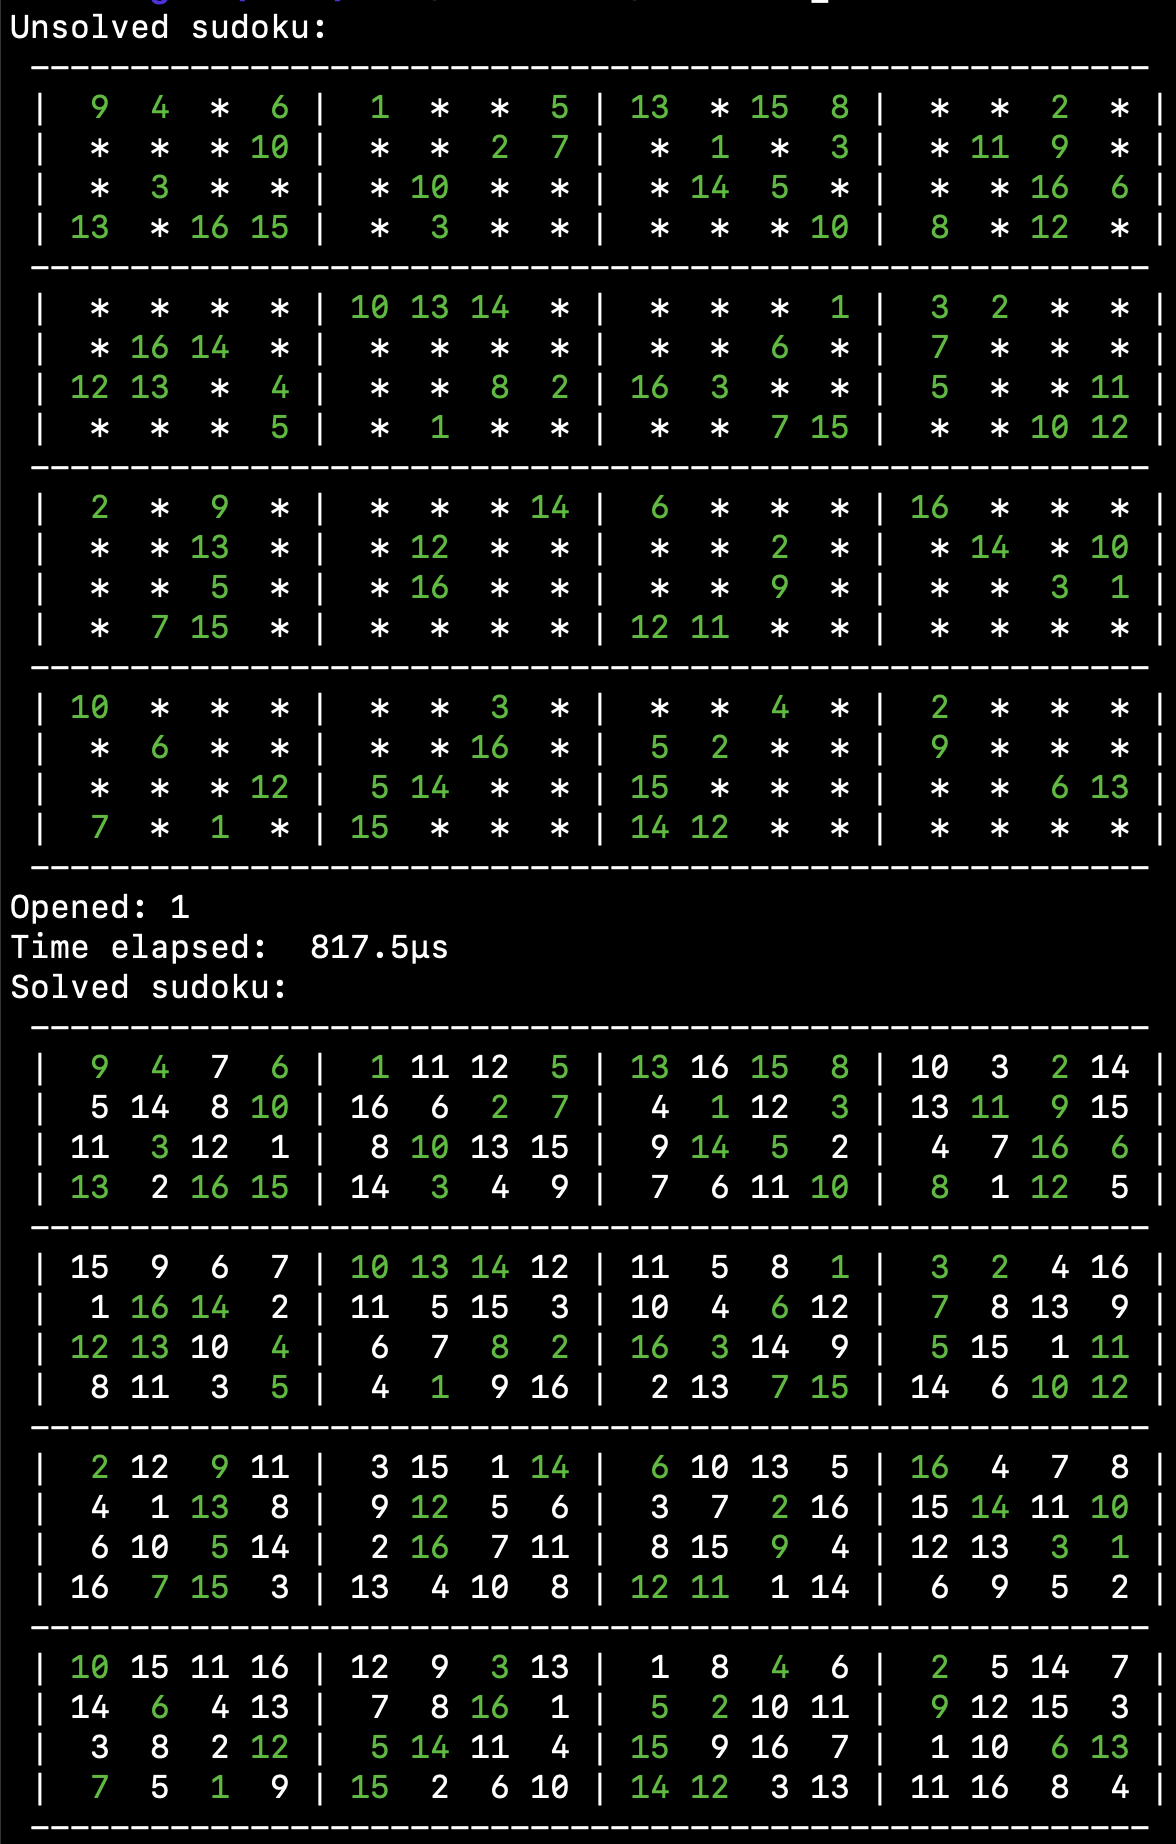 Unsolved sudoku:
---------------------------------------------------------
|  9  4  *  6 |  1  *  *  5 | 13  * 15  8 |  *  *  2  * |
|  *  *  * 10 |  *  *  2  7 |  *  1  *  3 |  * 11  9  * |
|  *  3  *  * |  * 10  *  * |  * 14  5  * |  *  * 16  6 |
| 13  * 16 15 |  *  3  *  * |  *  *  * 10 |  8  * 12  * |
---------------------------------------------------------
|  *  *  *  * | 10 13 14  * |  *  *  *  1 |  3  2  *  * |
|  * 16 14  * |  *  *  *  * |  *  *  6  * |  7  *  *  * |
| 12 13  *  4 |  *  *  8  2 | 16  3  *  * |  5  *  * 11 |
|  *  *  *  5 |  *  1  *  * |  *  *  7 15 |  *  * 10 12 |
---------------------------------------------------------
|  2  *  9  * |  *  *  * 14 |  6  *  *  * | 16  *  *  * |
|  *  * 13  * |  * 12  *  * |  *  *  2  * |  * 14  * 10 |
|  *  *  5  * |  * 16  *  * |  *  *  9  * |  *  *  3  1 |
|  *  7 15  * |  *  *  *  * | 12 11  *  * |  *  *  *  * |
---------------------------------------------------------
| 10  *  *  * |  *  *  3  * |  *  *  4  * |  2  *  *  * |
|  *  6  *  * |  *  * 16  * |  5  2  *  * |  9  *  *  * |
|  *  *  * 12 |  5 14  *  * | 15  *  *  * |  *  *  6 13 |
|  7  *  1  * | 15  *  *  * | 14 12  *  * |  *  *  *  * |
---------------------------------------------------------
Opened: 1
Time elapsed:  817.5µs
Solved sudoku:
---------------------------------------------------------
|  9  4  7  6 |  1 11 12  5 | 13 16 15  8 | 10  3  2 14 |
|  5 14  8 10 | 16  6  2  7 |  4  1 12  3 | 13 11  9 15 |
| 11  3 12  1 |  8 10 13 15 |  9 14  5  2 |  4  7 16  6 |
| 13  2 16 15 | 14  3  4  9 |  7  6 11 10 |  8  1 12  5 |
---------------------------------------------------------
| 15  9  6  7 | 10 13 14 12 | 11  5  8  1 |  3  2  4 16 |
|  1 16 14  2 | 11  5 15  3 | 10  4  6 12 |  7  8 13  9 |
| 12 13 10  4 |  6  7  8  2 | 16  3 14  9 |  5 15  1 11 |
|  8 11  3  5 |  4  1  9 16 |  2 13  7 15 | 14  6 10 12 |
---------------------------------------------------------
|  2 12  9 11 |  3 15  1 14 |  6 10 13  5 | 16  4  7  8 |
|  4  1 13  8 |  9 12  5  6 |  3  7  2 16 | 15 14 11 10 |
|  6 10  5 14 |  2 16  7 11 |  8 15  9  4 | 12 13  3  1 |
| 16  7 15  3 | 13  4 10  8 | 12 11  1 14 |  6  9  5  2 |
---------------------------------------------------------
| 10 15 11 16 | 12  9  3 13 |  1  8  4  6 |  2  5 14  7 |
| 14  6  4 13 |  7  8 16  1 |  5  2 10 11 |  9 12 15  3 |
|  3  8  2 12 |  5 14 11  4 | 15  9 16  7 |  1 10  6 13 |
|  7  5  1  9 | 15  2  6 10 | 14 12  3 13 | 11 16  8  4 |
---------------------------------------------------------